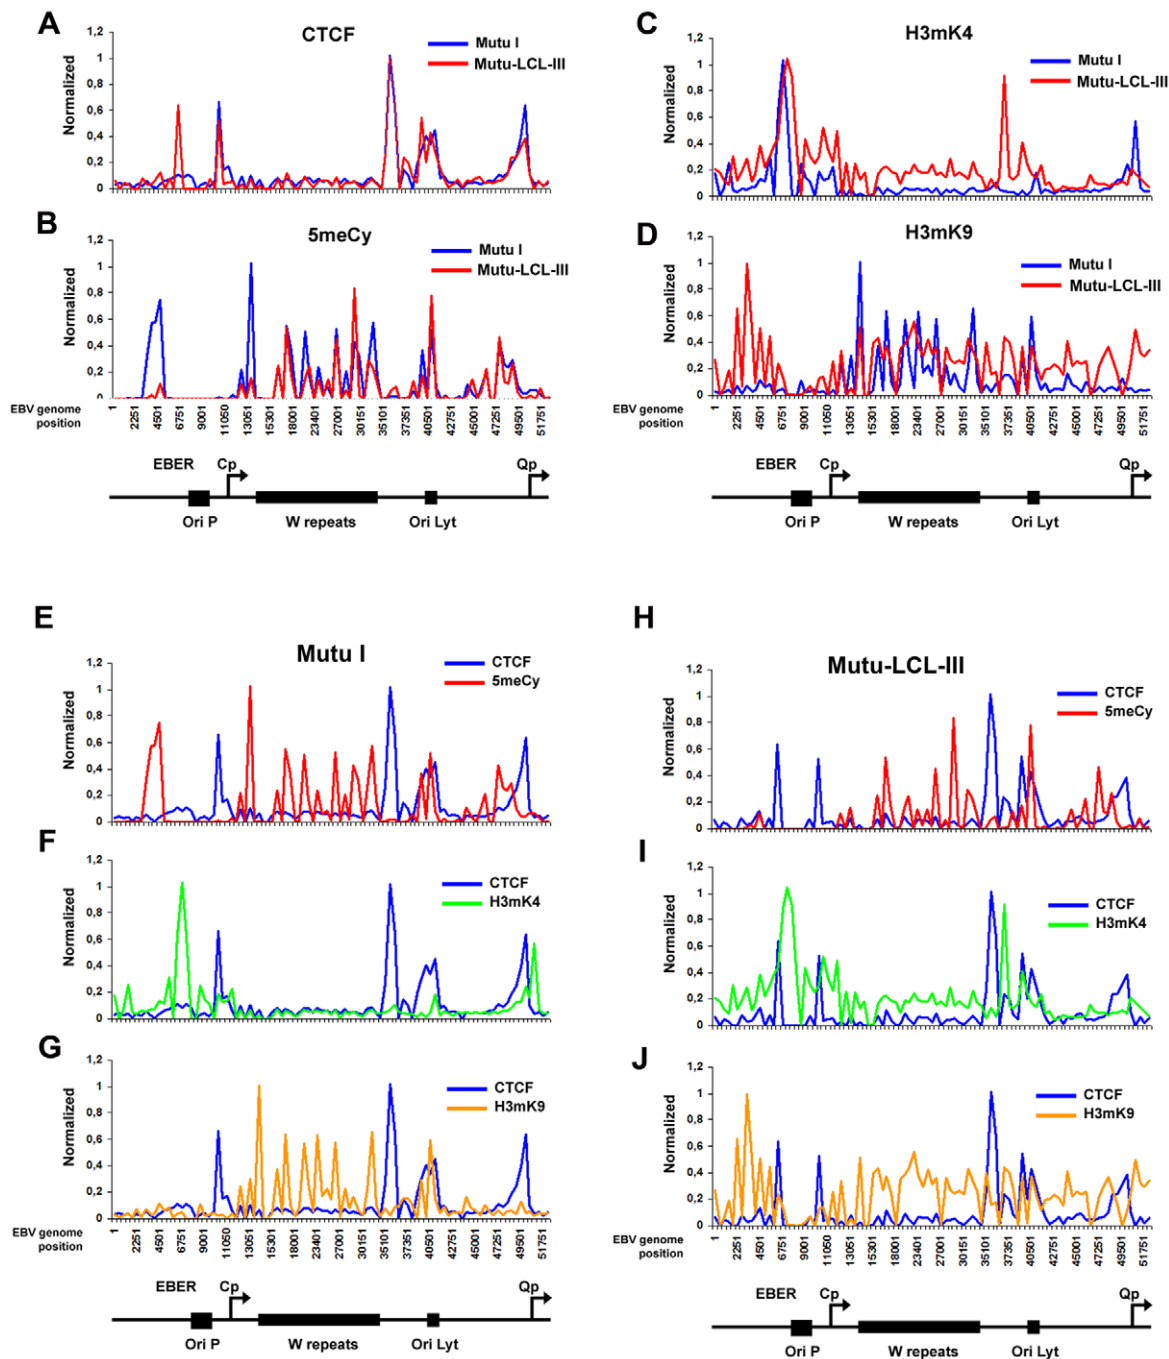 A
CTCF
Normalized
1,2
1
0,8
0,6
0,4
0,2
0
Mutu I
Mutu-LCL-III
B
5meCy
Normalized
1,2
1
0,8
0,6
0,4
0,2
0,
Mutu I
Mutu-LCL-III
EBV genome
position
1 2251 4501 6751 9001 11050 13051 15301 18001 23401 27001 30151 35101 37351 40501 42751 45001 47251 49501 51751
EBER Cp Qp
Ori P W repeats Ori Lyt
C
H3mK4
Normalized
1,2
1
0,8
0,6
0,4
0,2
0
Mutu I
Mutu-LCL-III
D
H3mK9
Normalized
1,2
1
0,8
0,6
0,4
0,2
0
Mutu I
Mutu-LCL-III
EBV genome
position
1 2251 4501 6751 9001 11050 13051 15301 18001 23401 27001 30151 35101 37351 40501 42751 45001 47251 49501 51751
EBER Cp Qp
Ori P W repeats Ori Lyt
E
Mutu I
Normalized
1,2
1
0,8
0,6
0,4
0,2
0
CTCF
5meCy
F
Normalized
1,2
1
0,8
0,6
0,4
0,2
0
CTCF
H3mK4
G
Normalized
1,2
1
0,8
0,6
0,4
0,2
0
CTCF
H3mK9
EBV genome
position
1 2251 4501 6751 9001 11050 13051 15301 18001 23401 27001 30151 35101 37351 40501 42751 45001 47251 49501 51751
EBER Cp Qp
Ori P W repeats Ori Lyt
H
Mutu-LCL-III
Normalized
1,2
1
0,8
0,6
0,4
0,2
0
CTCF
5meCy
I
Normalized
1,2
1
0,8
0,6
0,4
0,2
0
CTCF
H3mK4
J
Normalized
1,2
1
0,8
0,6
0,4
0,2
0
CTCF
H3mK9
EBV genome
position
1 2251 4501 6751 9001 11050 13051 15301 18001 23401 27001 30151 35101 37351 40501 42751 45001 47251 49501 51751
EBER Cp Qp
Ori P W repeats Ori Lyt